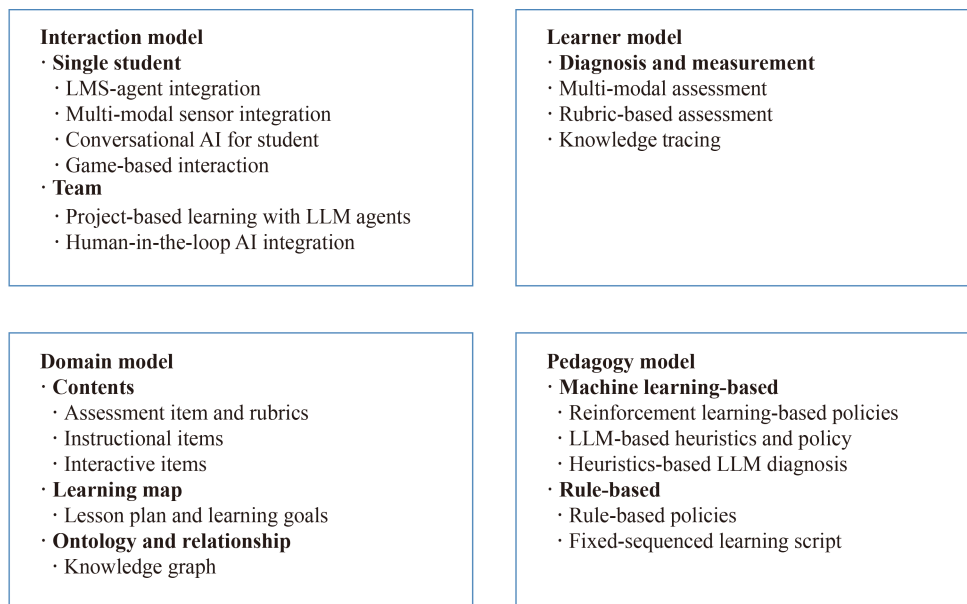 Interaction model
· Single student
· LMS-agent integration
· Multi-modal sensor integration
· Conversational AI for student
· Game-based interaction
· Team
· Project-based learning with LLM agents
· Human-in-the-loop AI integration
Learner model
· Diagnosis and measurement
· Multi-modal assessment
· Rubric-based assessment
· Knowledge tracing
Domain model
· Contents
· Assessment item and rubrics
· Instructional items
· Interactive items
· Learning map
· Lesson plan and learning goals
· Ontology and relationship
· Knowledge graph
Pedagogy model
· Machine learning-based
· Reinforcement learning-based policies
· LLM-based heuristics and policy
· Heuristics-based LLM diagnosis
· Rule-based
· Rule-based policies
· Fixed-sequenced learning script